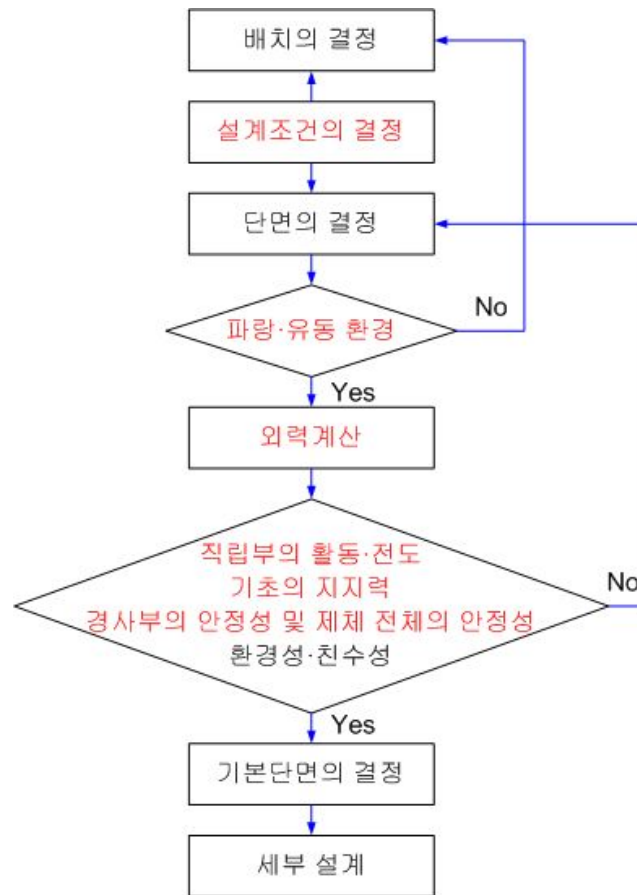 배치의 결정
설계조건의 결정
단면의 결정
파랑·유동 환경
No
Yes
외력계산
직립부의 활동·전도
기초의 지지력
경사부의 안정성 및 제체 전체의 안정성
환경성·친수성
No
Yes
기본단면의 결정
세부 설계